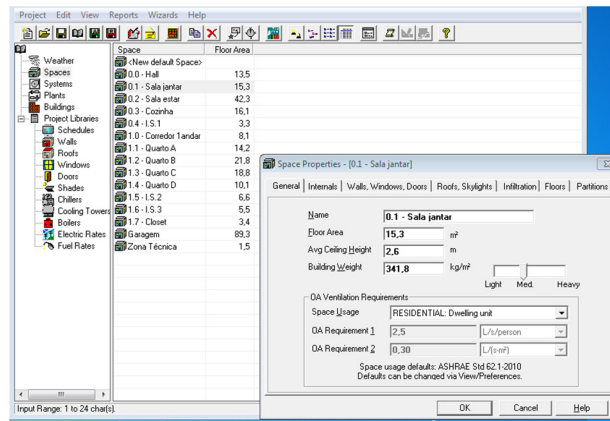 Project Edit View Reports Wizards Help
Space Floor Area
Weather
Spaces
Systems
Plants
Buildings
Project Libraries
Schedules
Walls
Roofs
Windows
Doors
Shades
Chillers
Cooling Towers
Boilers
Electric Rates
Fuel Rates
<New default Space>
0.0 - Hall 13,5
0.1 - Sala jantar 15,3
0.2 - Sala estar 42,3
0.3 - Cozinha 16,1
0.4 - I.S.1 3,3
1.0 - Corredor 1andar 8,1
1.1 - Quarto A 14,2
1.2 - Quarto B 21,8
1.3 - Quarto C 18,8
1.4 - Quarto D 10,1
1.5 - I.S.2 6,6
1.6 - I.S.3 5,5
1.7 - Closet 3,4
Garagem 89,3
Zona Técnica 1,5
Space Properties - [0.1 - Sala jantar]
General Internals Walls, Windows, Doors Roofs, Skylights Infiltration Floors Partitions
Name 0.1 - Sala jantar
Floor Area 15,3 m²
Avg Ceiling Height 2,6 m
Building Weight 341,8 kg/m²
Light Med. Heavy
OA Ventilation Requirements
Space Usage RESIDENTIAL: Dwelling unit
OA Requirement 1 2,5 L/s/person
OA Requirement 2 0,30 L/(s-m²)
Space usage defaults: ASHRAE Std 62.1-2010
Defaults can be changed via View/Preferences.
OK Cancel Help
Input Range: 1 to 24 char(s).